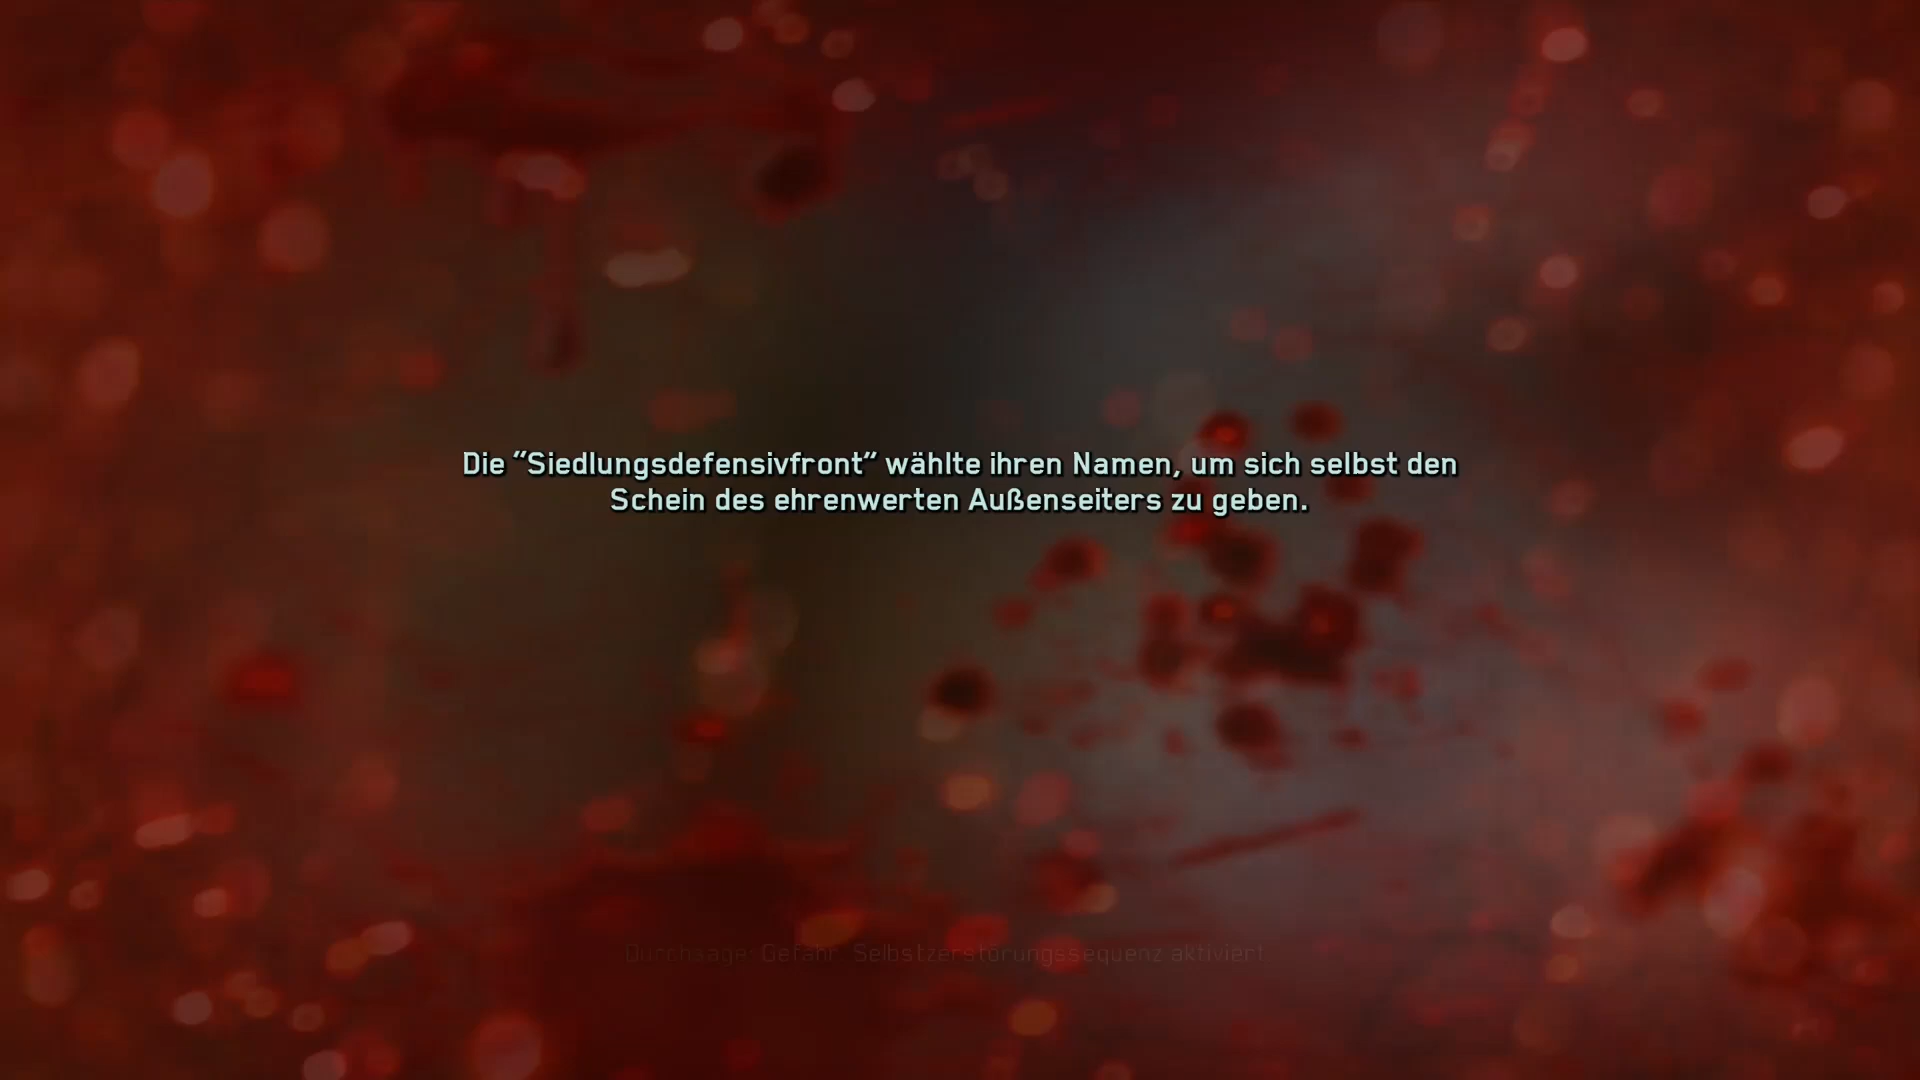 Die “Siedlungsdefensivfront” wählte ihren Namen, um sich selbst den
Schein des ehrenwerten Außenseiters zu geben.
Durchsage: Gefahr. Selbstzerstörungssequenz aktiviert